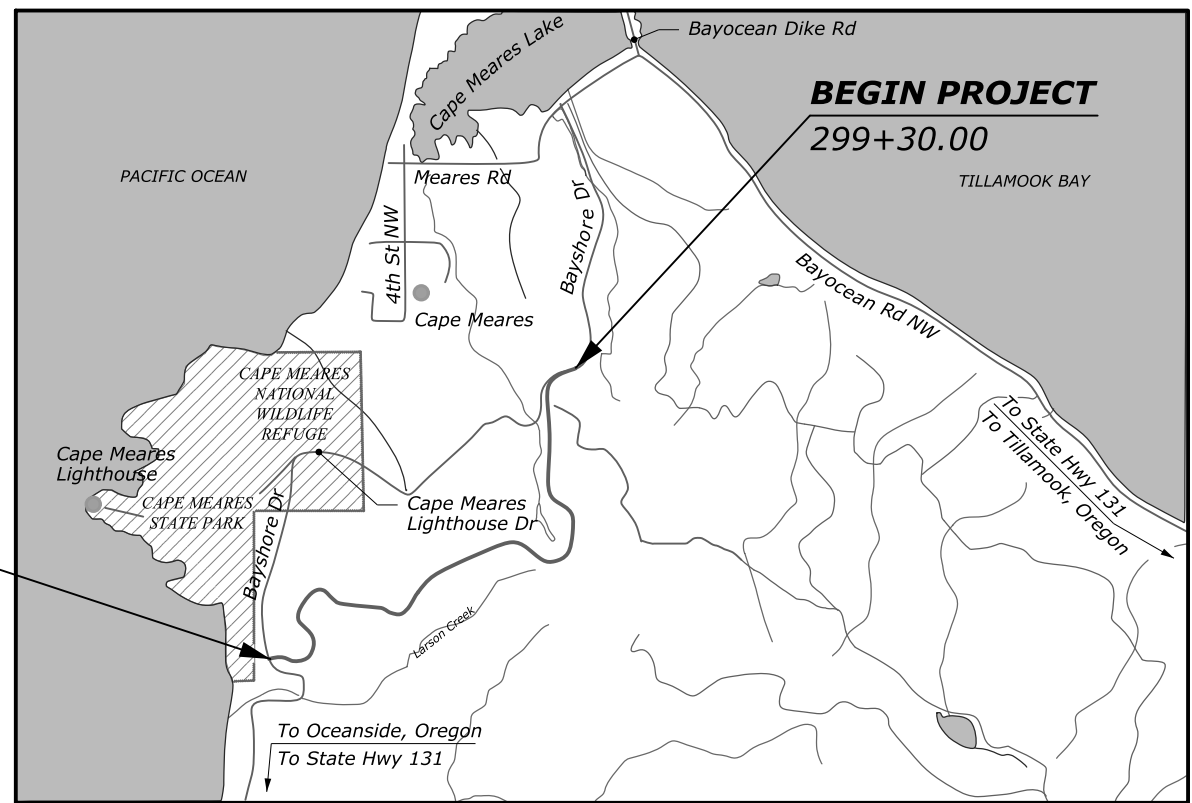 Bayocean Dike Rd
Cape Meares Lake
BEGIN PROJECT
299+30.00
PACIFIC OCEAN
TILLAMOOK BAY
Meares Rd
Bayshore Dr
4th St NW
Bayocean Rd NW
Cape Meares
CAPE MEARES
NATIONAL
WILDLIFE
REFUGE
Cape Meares
Lighthouse
CAPE MEARES
STATE PARK
Cape Meares
Lighthouse Dr
To State Hwy 131
To Tillamook, Oregon
Bayshore Dr
Larson Creek
To Oceanside, Oregon
To State Hwy 131